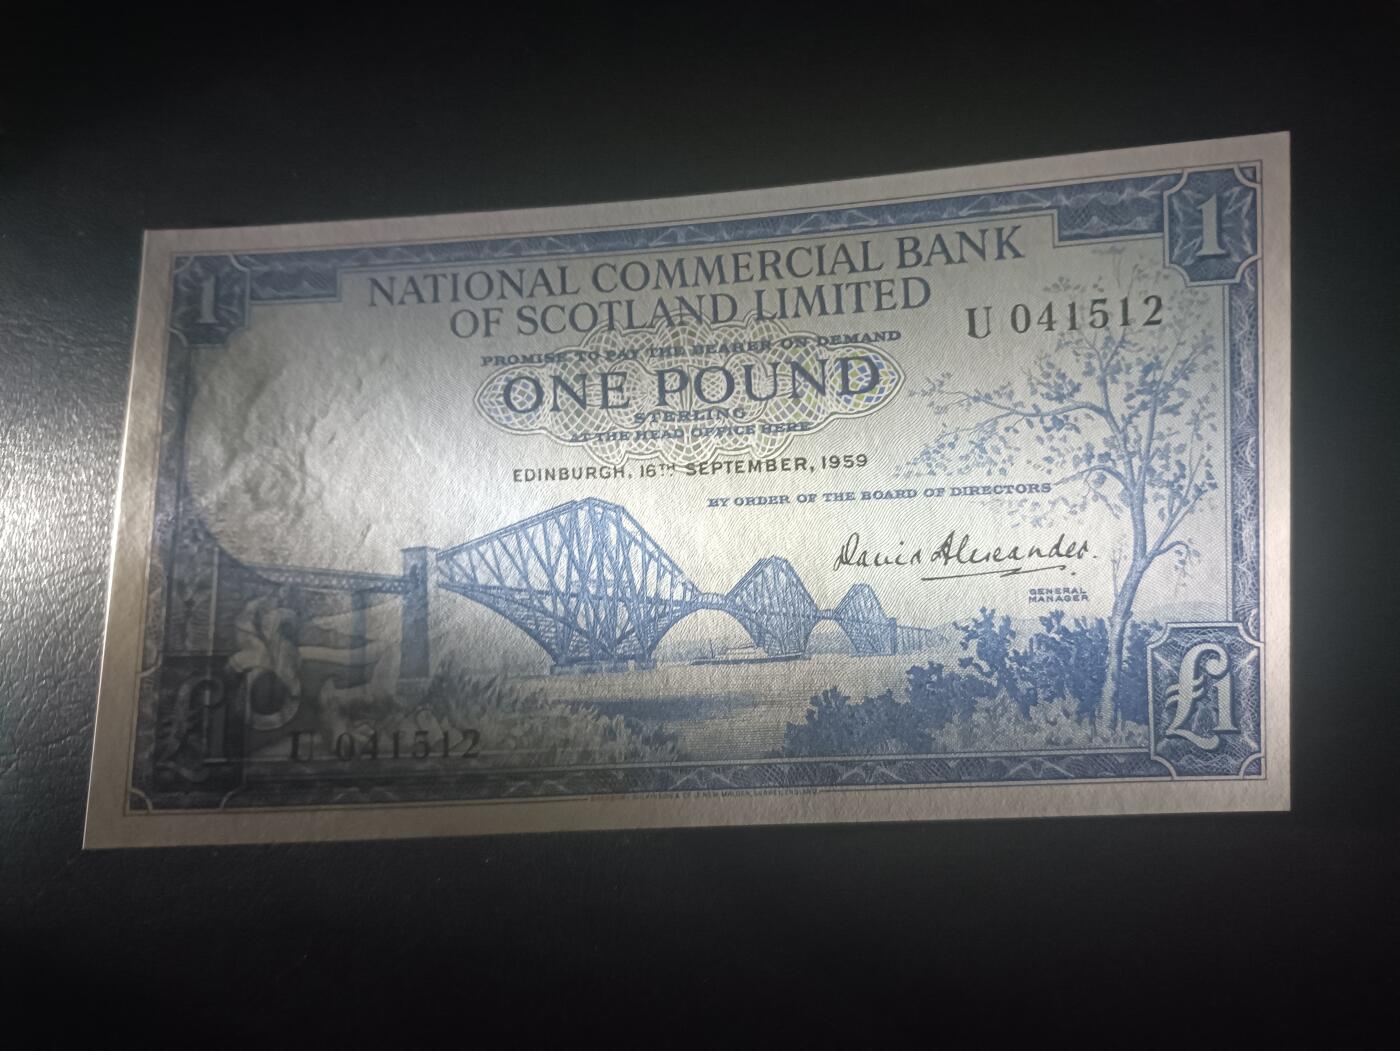 1
1
NATIONAL COMMERCIAL BANK
OF SCOTLAND LIMITED
U 041512
PROMISE TO PAY THE BEARER ON DEMAND
ONE POUND
STERLING
AT THE HEAD OFFICE HERE
EDINBURGH, 16TH SEPTEMBER, 1959
BY ORDER OF THE BOARD OF DIRECTORS
David Alexander.
GENERAL
MANAGER
£1
£1
U 041512